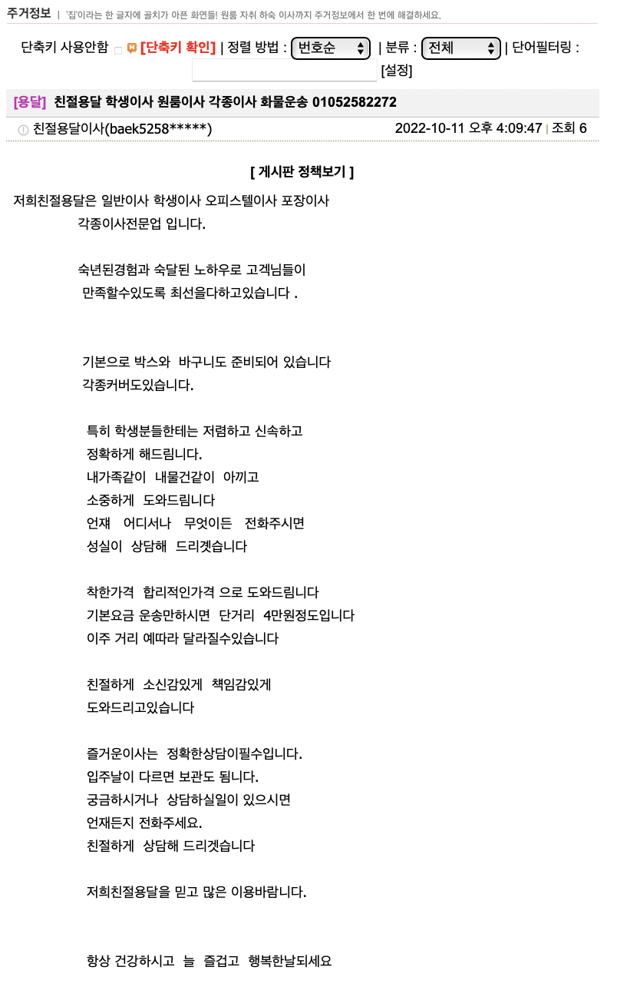 주거정보 | '집'이라는 한 글자에 골치가 아픈 화연들! 원룸 자취 하숙 이사까지 주거정보에서 한 번에 해결하세요.
단축키 사용안함 N [단축키 확인] | 정렬 방법 : 번호순 | 분류 : 전체 | 단어필터링 :
[설정]
[용달] 친절용달 학생이사 원룸이사 각종이사 화물운송 01052582272
친절용달이사(baek5258*****) 2022-10-11 오후 4:09:47 | 조회 6
[ 게시판 정책보기 ]
저희친절용달은 일반이사 학생이사 오피스텔이사 포장이사
각종이사전문업 입니다.
숙년된경험과 숙달된 노하우로 고겍님들이
만족할수있도록 최선을다하고있습니다 .
기본으로 박스와 바구니도 준비되어 있습니다
각종커버도있습니다.
특히 학생분들한테는 저렴하고 신속하고
정확하게 해드림니다.
내가족같이 내물건같이 아끼고
소중하게 도와드림니다
언쟤 어디서나 무엇이든 전화주시면
성실이 상담해 드리곗습니다
착한가격 합리적인가격 으로 도와드림니다
기본요금 운송만하시면 단거리 4만원정도입니다
이주 거리 예따라 달라질수있습니다
친절하게 소신감있게 책임감있게
도와드리고있습니다
즐거운이사는 정확한상담이필수입니다.
입주날이 다르면 보관도 됨니다.
궁금하시거나 상담하실일이 있으시면
언재든지 전화주세요.
친절하게 상담해 드리겟습니다
저희친절용달을 믿고 많은 이용바람니다.
항상 건강하시고 늘 즐겁고 행복한날되세요